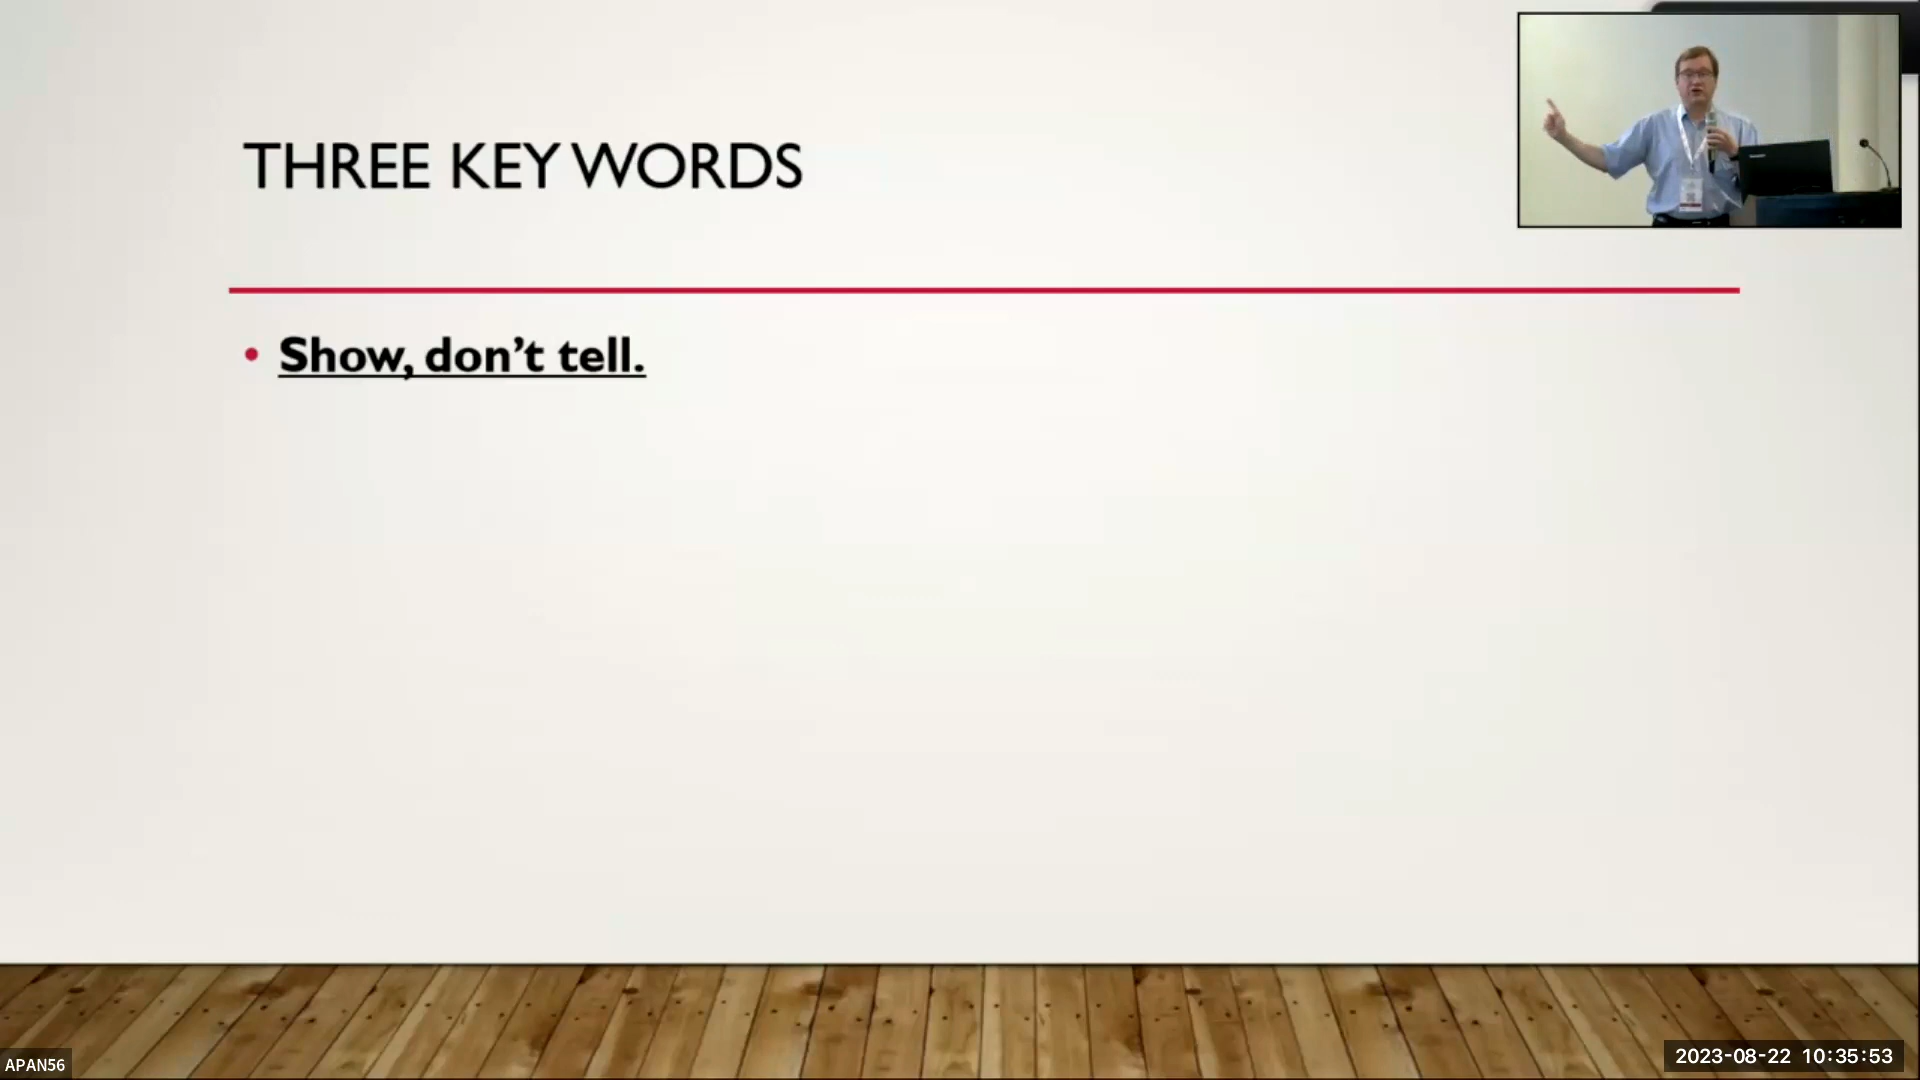 THREE KEY WORDS
• Show, don’t tell.
APAN56
2023-08-22 10:35:53